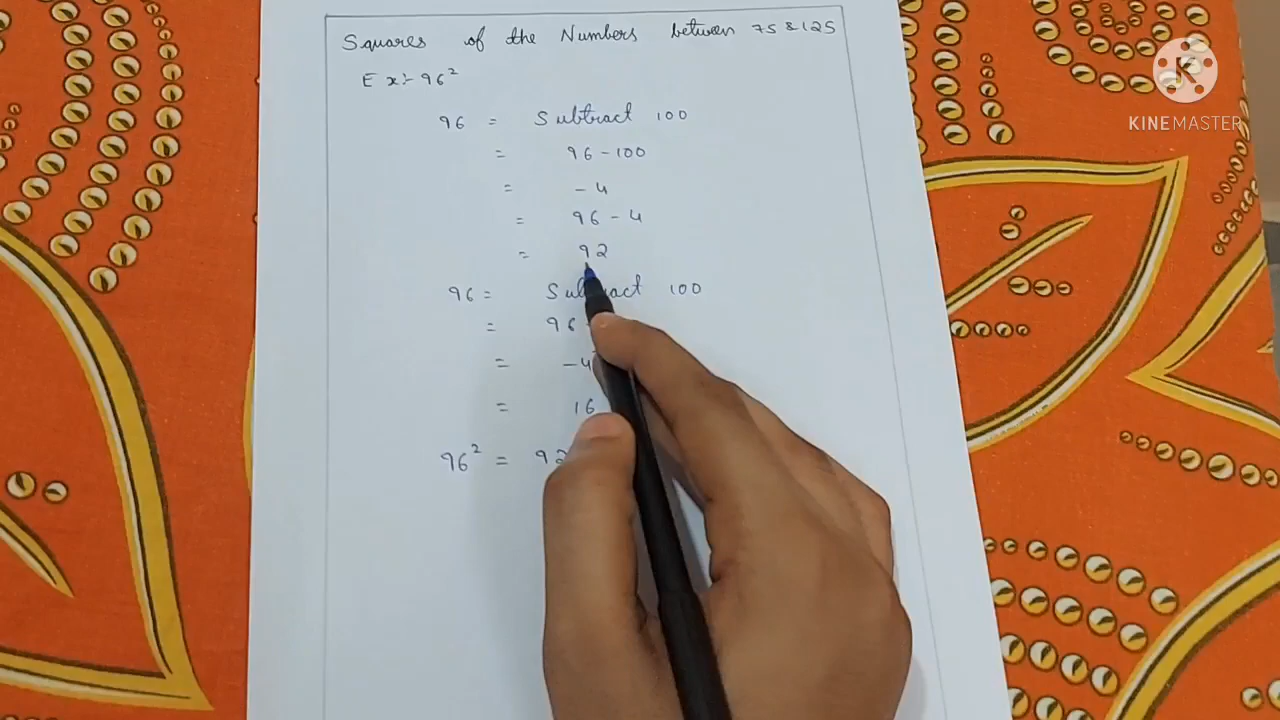 Squares of the Numbers between 75 & 125
Ex:- 96²
96 = Subtract 100
= 96 - 100
= - 4
= 96 - 4
= 92
96 = Subtract 100
= 96 -
= - 4
= 16
96² = 92
KINEMASTER